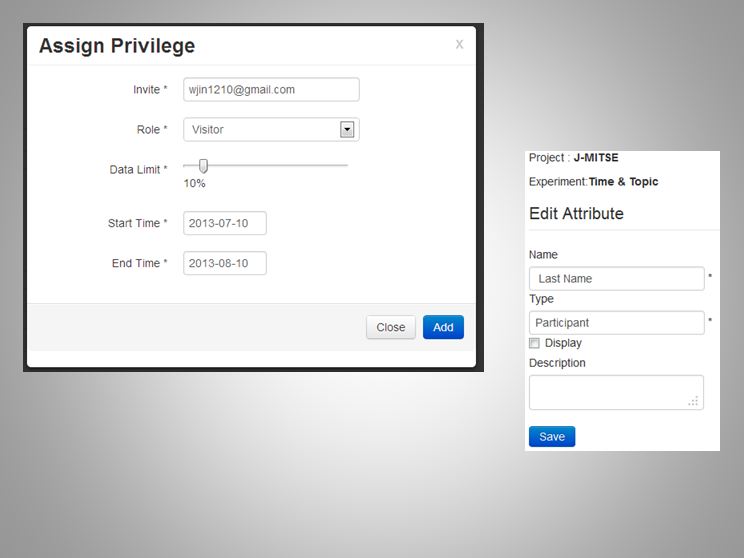 Assign Privilege
X
Invite * wjin1210@gmail.com
Role * Visitor
Data Limit *
10%
Start Time * 2013-07-10
End Time * 2013-08-10
Close Add
Project : J-MITSE
Experiment:Time & Topic
Edit Attribute
Name
Last Name *
Type
Participant *
Display
Description
Save